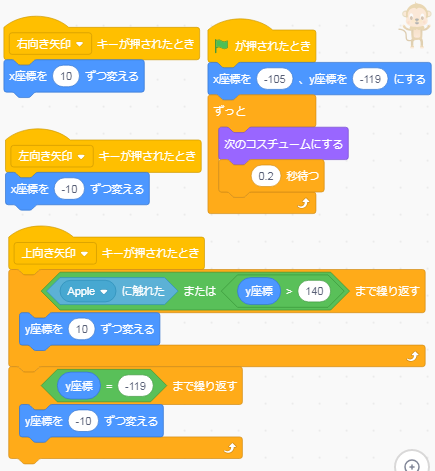 右向き矢印 キーが押されたとき
x座標を 10 ずつ変える
左向き矢印 キーが押されたとき
x座標を -10 ずつ変える
が押されたとき
x座標を -105 、y座標を -119 にする
ずっと
次のコスチュームにする
0.2 秒待つ
上向き矢印 キーが押されたとき
Apple に触れた または y座標 > 140 まで繰り返す
y座標を 10 ずつ変える
y座標 = -119 まで繰り返す
y座標を -10 ずつ変える